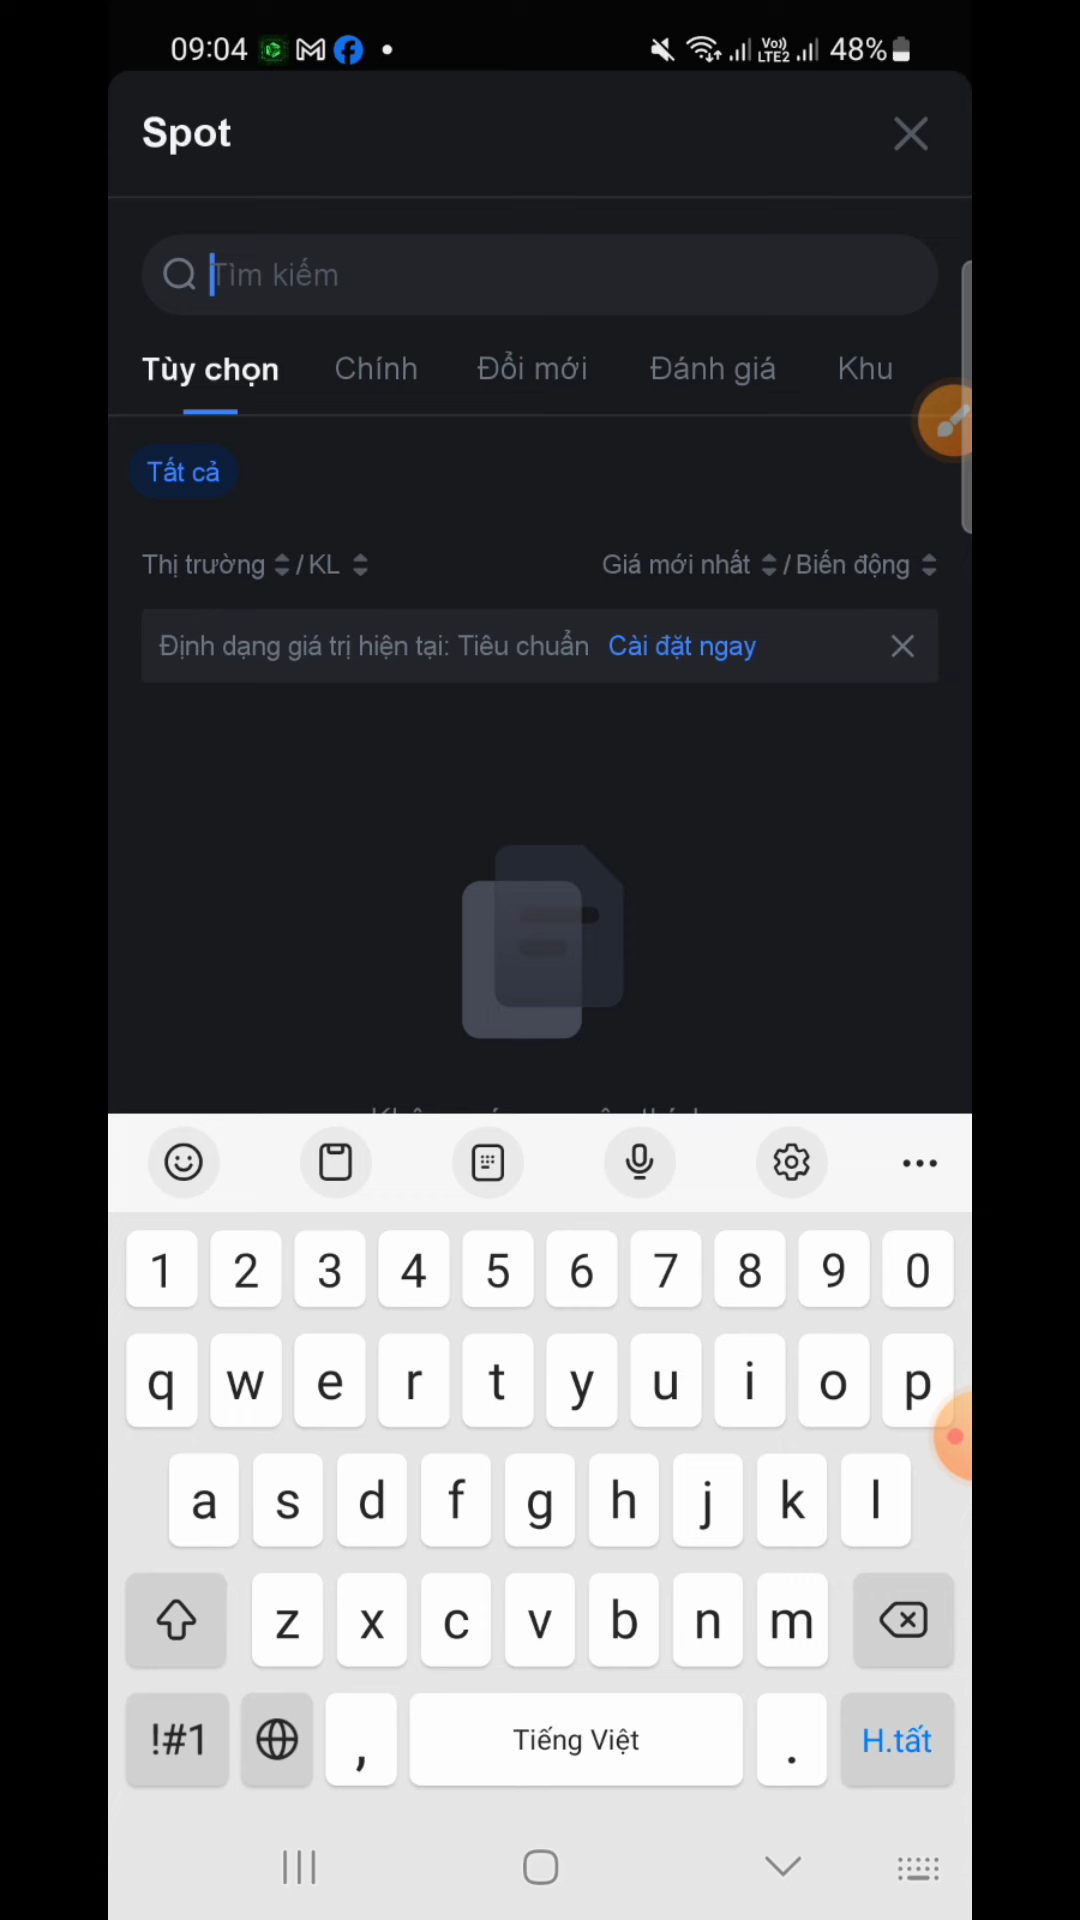 09:04 Vo)) LTE2 48%
Spot
Tìm kiếm
Tùy chọn Chính Đổi mới Đánh giá Khu
Tất cả
Thị trường / KL Giá mới nhất / Biến động
Định dạng giá trị hiện tại: Tiêu chuẩn Cài đặt ngay
1 2 3 4 5 6 7 8 9 0
q w e r t y u i o p
a s d f g h j k l
z x c v b n m
!#1 , Tiếng Việt . H.tất